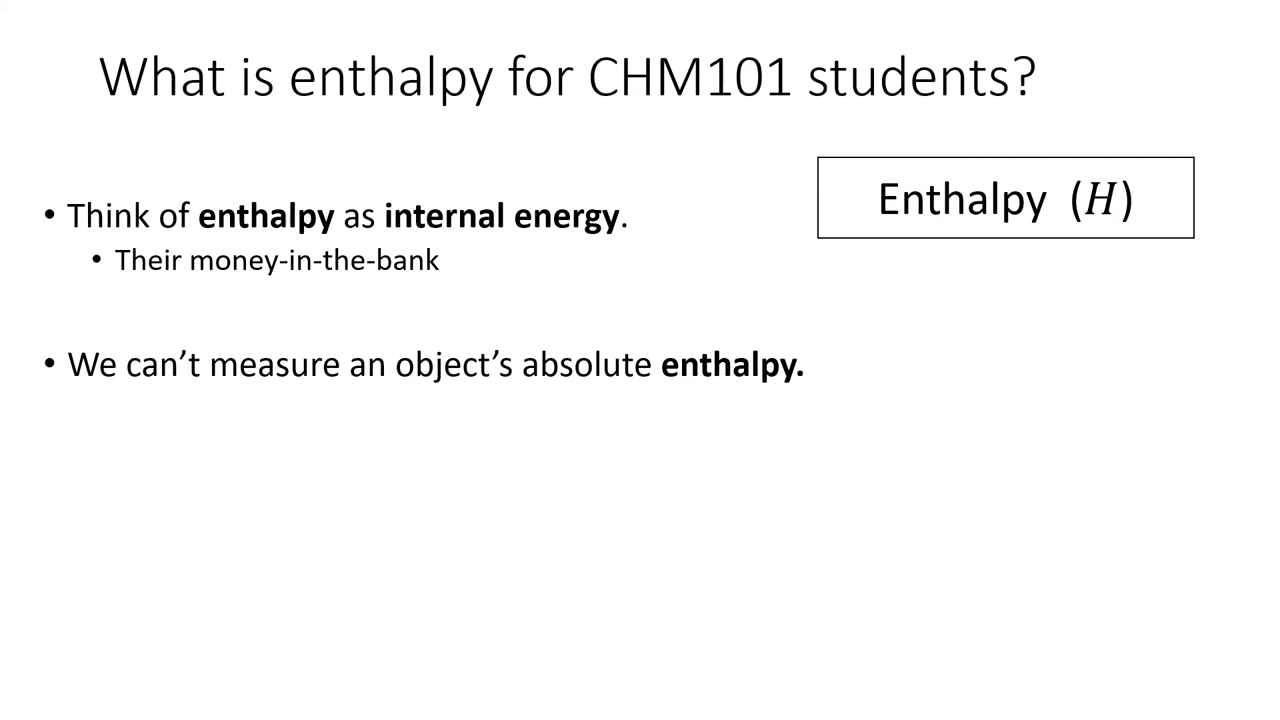 What is enthalpy for CHM101 students?
Enthalpy (H)
• Think of enthalpy as internal energy.
• Their money-in-the-bank
• We can’t measure an object’s absolute enthalpy.